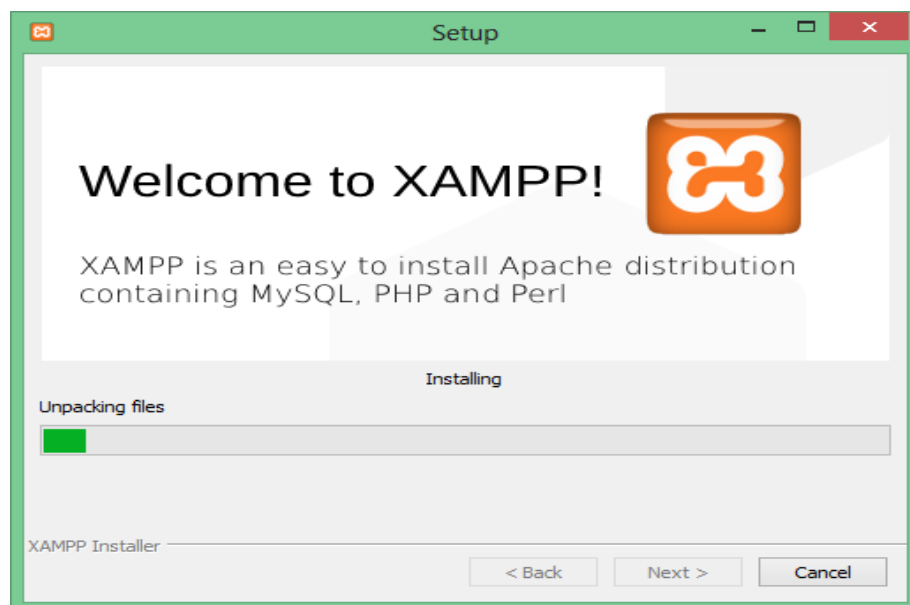 Setup
Welcome to XAMPP!
XAMPP is an easy to install Apache distribution
containing MySQL, PHP and Perl
Installing
Unpacking files
XAMPP Installer
< Back
Next >
Cancel